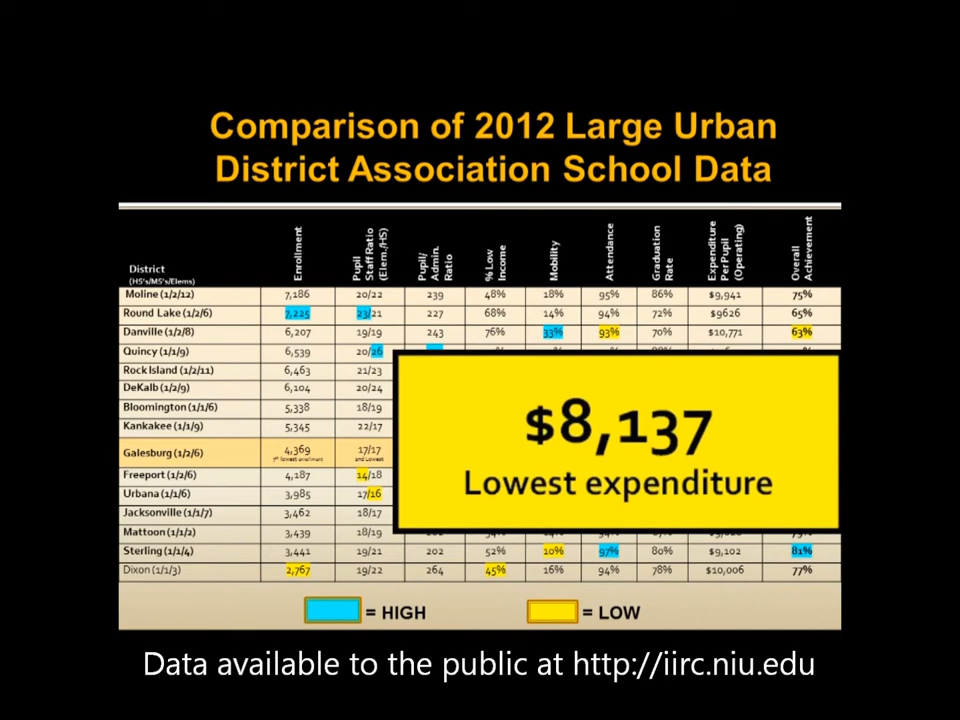 Comparison of 2012 Large Urban
District Association School Data
District
(HS's/MS's/Elems)
Enrollment
Pupil
Staff Ratio
(Elem./HS)
Pupil/
Admin.
Ratio
% Low
Income
Mobility
Attendance
Graduation
Rate
Expenditure
Per Pupil
(Operating)
Overall
Achievement
Moline (1/2/12) 7,186 20/22 239 48% 18% 95% 86% $9,941 75%
Round Lake (1/2/6) 7,225 23/21 227 68% 14% 94% 72% $9626 65%
Danville (1/2/8) 6,207 19/19 243 76% 33% 93% 70% $10,771 63%
Quincy (1/1/9) 6,539 20/26
Rock Island (1/2/11) 6,463 21/23
DeKalb (1/2/9) 6,104 20/24
Bloomington (1/1/6) 5,338 18/19
Kankakee (1/1/9) 5,345 22/17
Galesburg (1/2/6) 4,369 17/17
7th lowest enrollment 2nd Lowest
Freeport (1/2/6) 4,187 14/18
Urbana (1/1/6) 3,985 17/16
Jacksonville (1/1/7) 3,462 18/17
Mattoon (1/1/2) 3,439 18/19
Sterling (1/1/4) 3,441 19/21 202 52% 10% 97% 80% $9,102 81%
Dixon (1/1/3) 2,767 19/22 264 45% 16% 94% 78% $10,006 77%
$8,137
Lowest expenditure
= HIGH
= LOW
Data available to the public at http://iirc.niu.edu